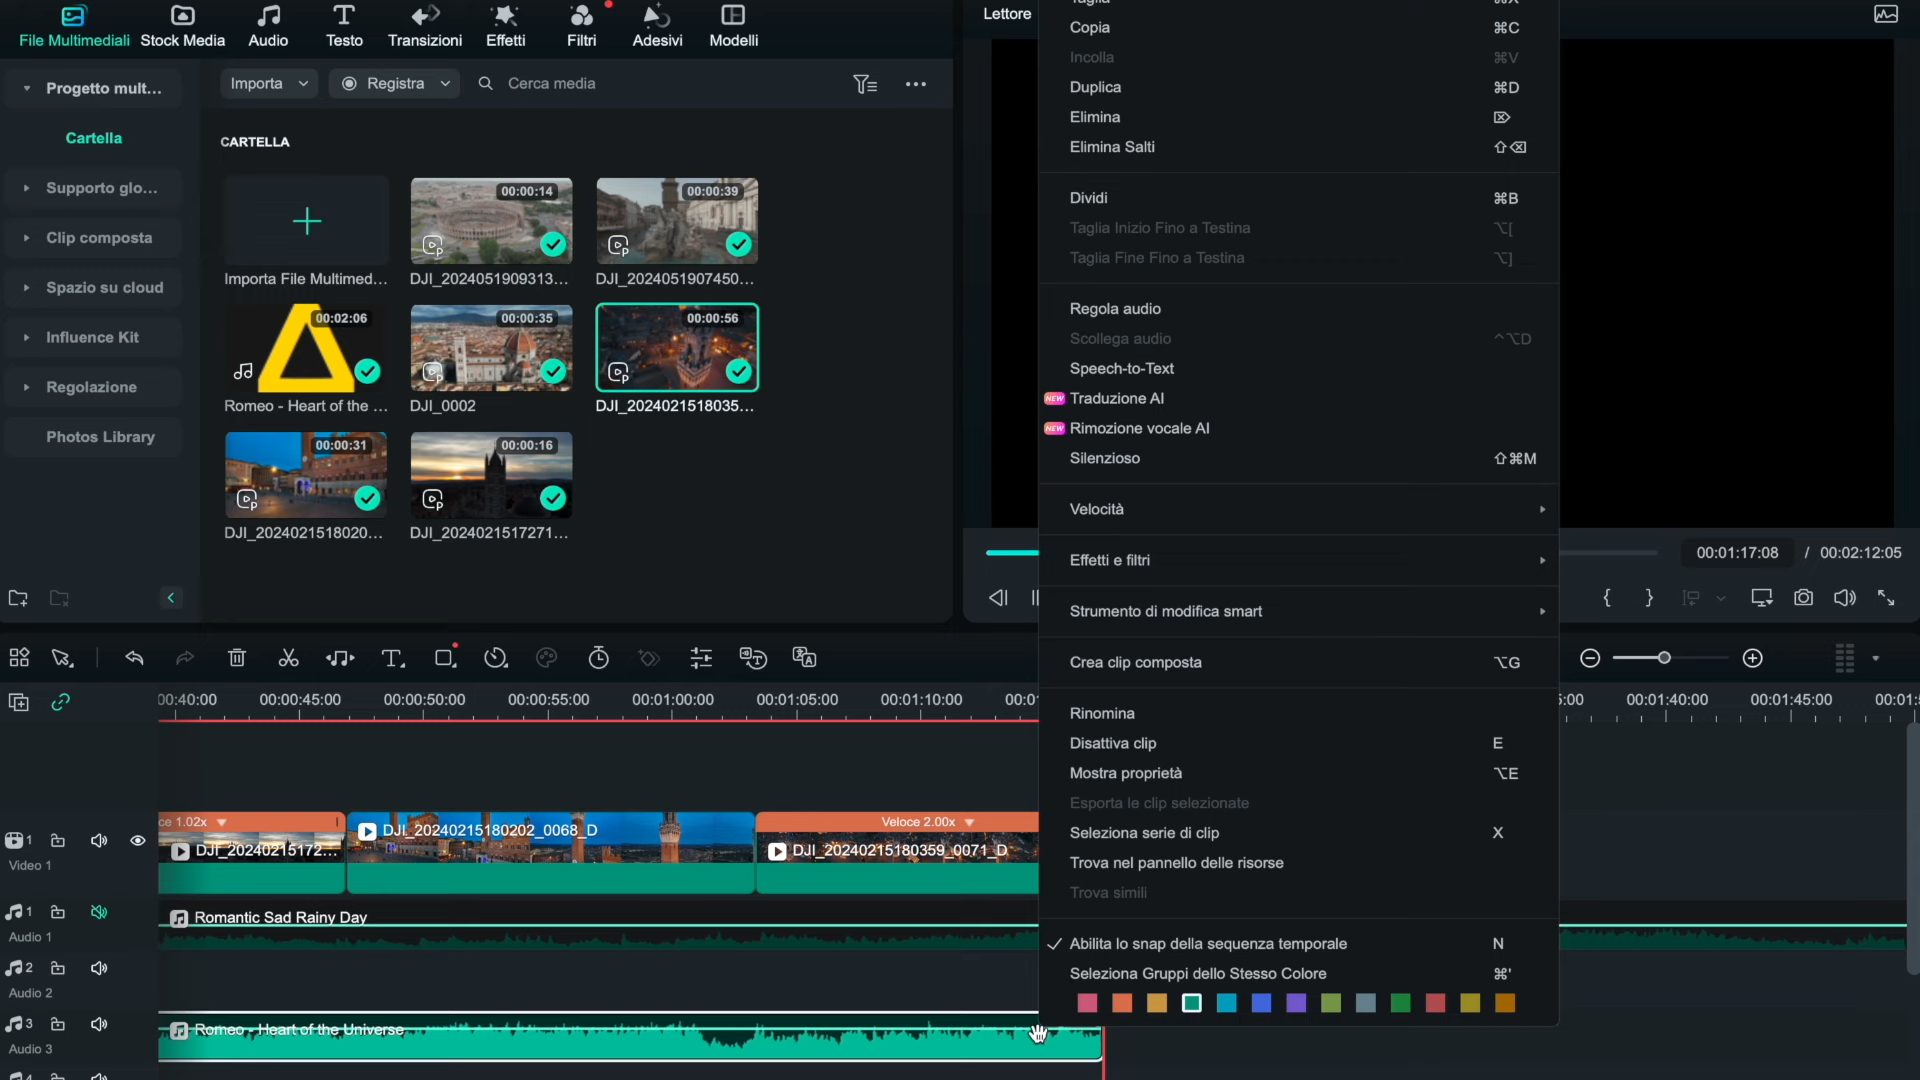 File Multimediali
Stock Media
Audio
Testo
Transizioni
Effetti
Filtri
Adesivi
Modelli
Lettore
Progetto mult...
Cartella
Supporto glo...
Clip composta
Spazio su cloud
Influence Kit
Regolazione
Photos Library
Importa
Registra
Cerca media
CARTELLA
Importa File Multimed...
00:00:14
DJI_2024051909313...
00:00:39
DJI_2024051907450...
00:02:06
Romeo - Heart of the ...
00:00:35
DJI_0002
00:00:56
DJI_2024021518035...
00:00:31
DJI_2024021518020...
00:00:16
DJI_2024021517271...
Taglia ⌘X
Copia ⌘C
Incolla ⌘V
Duplica ⌘D
Elimina ⌦
Elimina Salti ⇧⌫
Dividi ⌘B
Taglia Inizio Fino a Testina ⌥[
Taglia Fine Fino a Testina ⌥]
Regola audio
Scollega audio ^⌥D
Speech-to-Text
NEW Traduzione AI
NEW Rimozione vocale AI
Silenzioso ⇧⌘M
Velocità
Effetti e filtri
Strumento di modifica smart
Crea clip composta ⌥G
Rinomina
Disattiva clip E
Mostra proprietà ⌥E
Esporta le clip selezionate
Seleziona serie di clip X
Trova nel pannello delle risorse
Trova simili
✓ Abilita lo snap della sequenza temporale N
Seleziona Gruppi dello Stesso Colore ⌘'
00:01:17:08 / 00:02:12:05
00:40:00 00:00:45:00 00:00:50:00 00:00:55:00 00:01:00:00 00:01:05:00 00:01:10:00 00:0 5:00 00:01:40:00 00:01:45:00 00:01:
1
Video 1
ce 1.02x
DJI_20240215172...
DJI_20240215180202_0068_D
Veloce 2.00x
DJI_20240215180359_0071_D
1
Audio 1
Romantic Sad Rainy Day
2
Audio 2
3
Audio 3
Romeo - Heart of the Universe